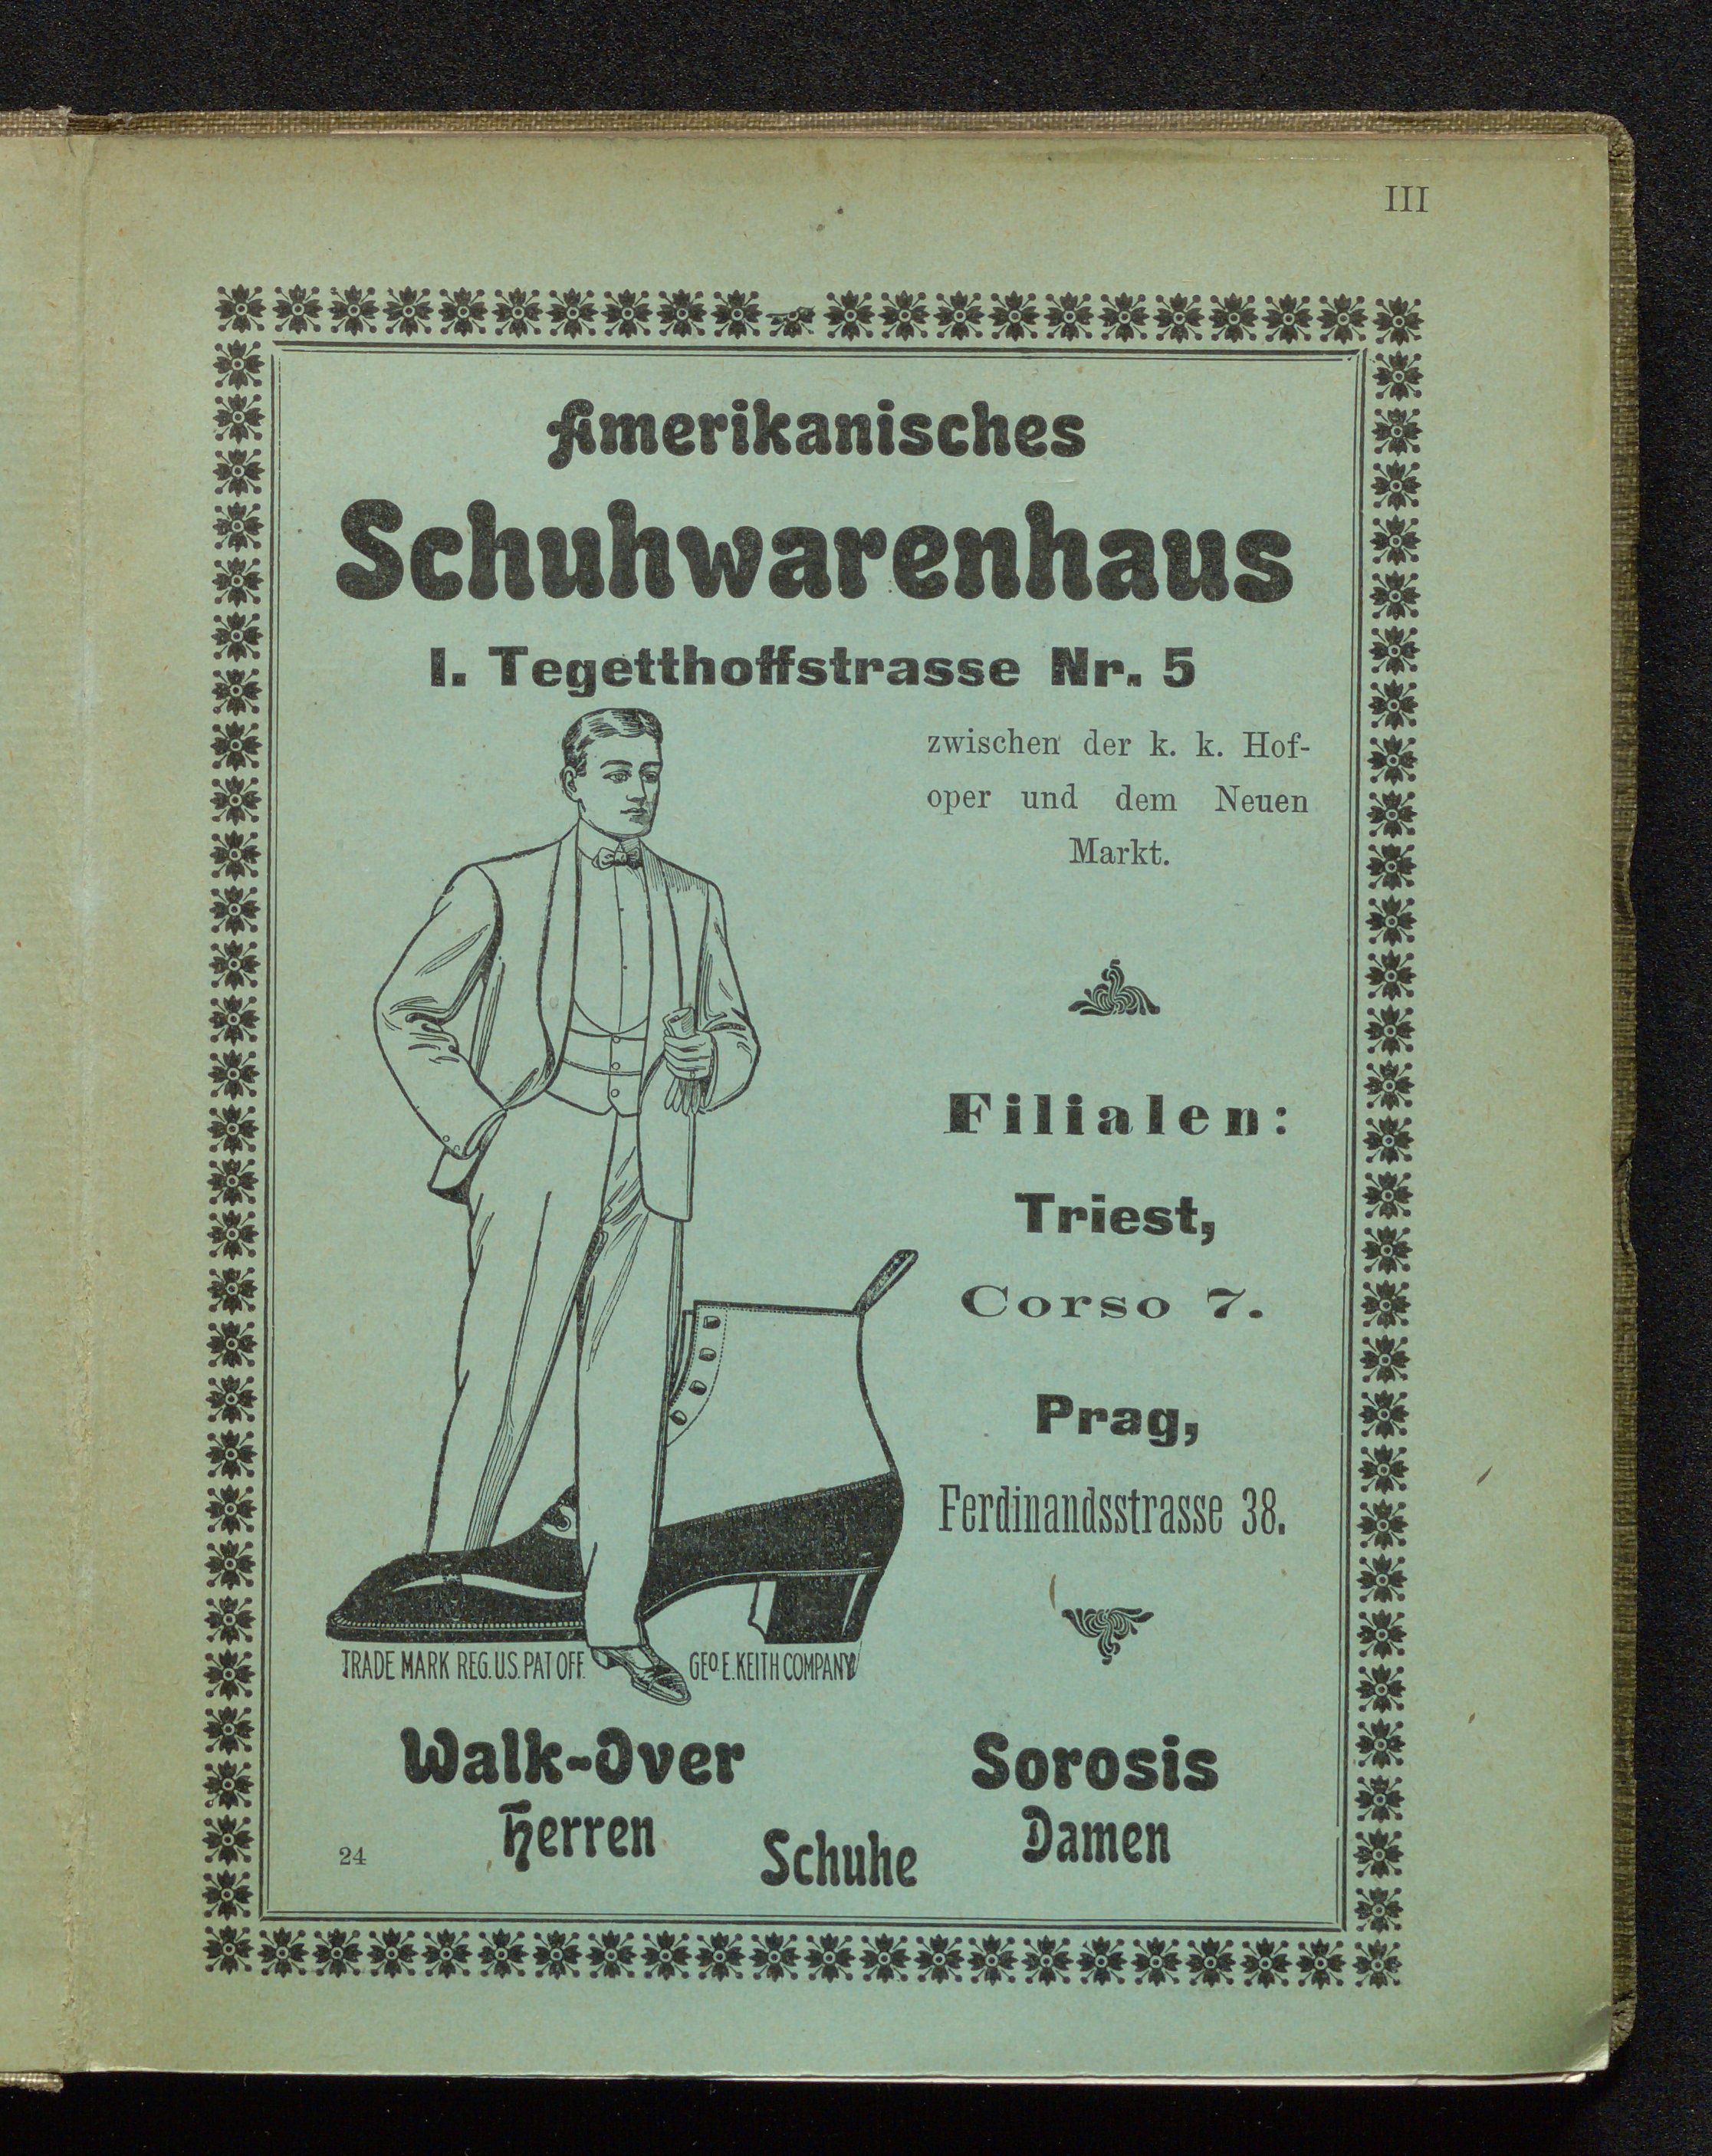 III
Amerikanisches
Schuhwarenhaus
I. Tegetthoffstrasse Nr. 5
zwischen der k. k. Hof-
oper und dem Neuen
Markt.
Filialen:
Triest,
Corso 7.
Prag,
Ferdinandsstrasse 38.
TRADE MARK REG. U.S. PAT OFF. GEO. E. KEITH COMPANY
Walk-Over Sorosis
Herren Damen
Schuhe
24